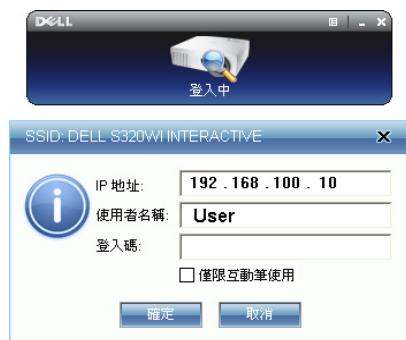 DELL
登入中
SSID: DELL S320WI INTERACTIVE
IP 地址: 192 . 168 . 100 . 10
使用者名稱: User
登入碼:
僅限互動筆使用
確定 取消